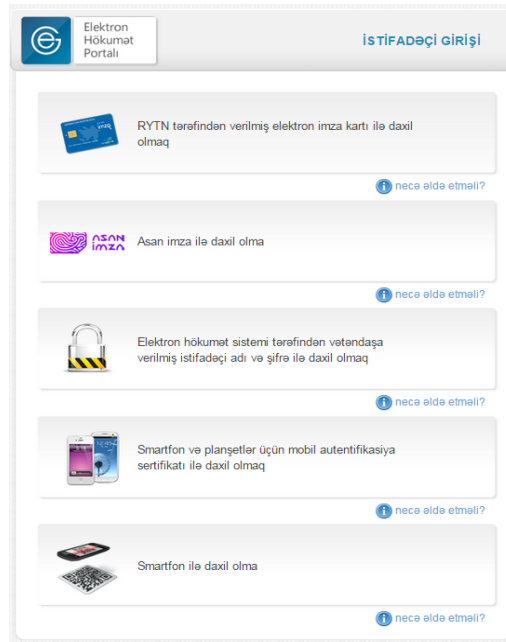 Elektron
Hökumət
Portalı
İSTİFADƏÇİ GİRİŞİ
RYTN tərəfindən verilmiş elektron imza kartı ilə daxil
olmaq
necə əldə etməli?
ASAN
İMZA
Asan imza ilə daxil olma
necə əldə etməli?
Elektron hökumət sistemi tərəfindən vətəndaşa
verilmiş istifadəçi adı və şifrə ilə daxil olmaq
necə əldə etməli?
Smartfon və planşetlər üçün mobil autentifikasiya
sertifikatı ilə daxil olmaq
necə əldə etməli?
Smartfon ilə daxil olma
necə əldə etməli?